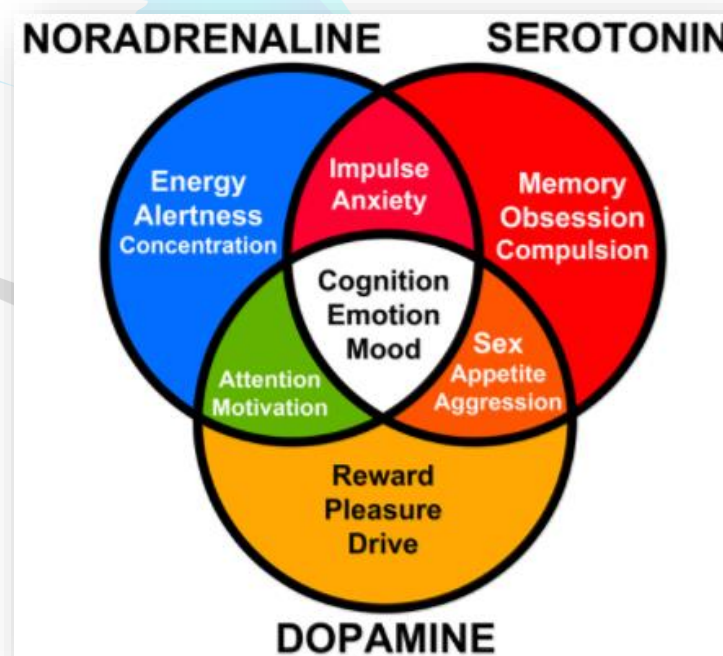 NORADRENALINE
SEROTONIN
Energy
Alertness
Concentration
Impulse
Anxiety
Memory
Obsession
Compulsion
Cognition
Emotion
Mood
Attention
Motivation
Sex
Appetite
Aggression
Reward
Pleasure
Drive
DOPAMINE